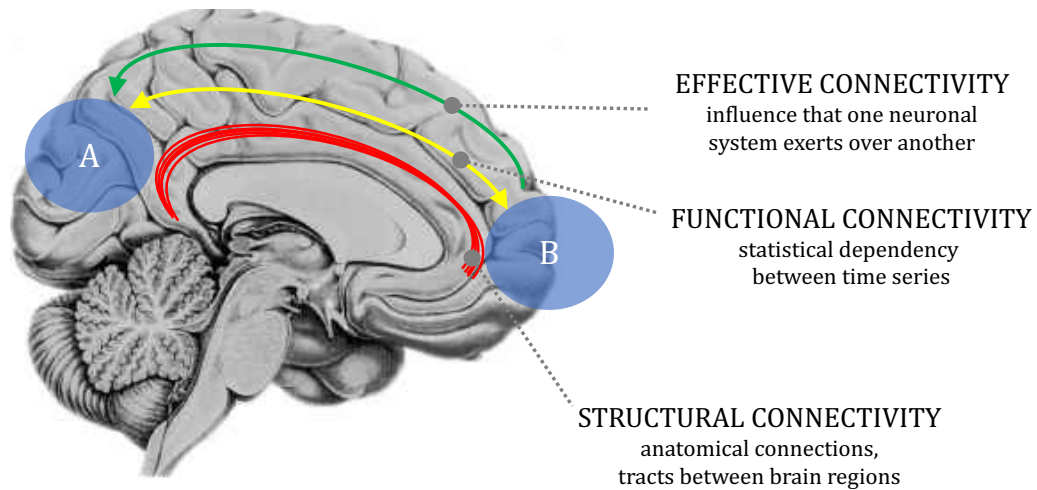 A
B
EFFECTIVE CONNECTIVITY
influence that one neuronal
system exerts over another
FUNCTIONAL CONNECTIVITY
statistical dependency
between time series
STRUCTURAL CONNECTIVITY
anatomical connections,
tracts between brain regions